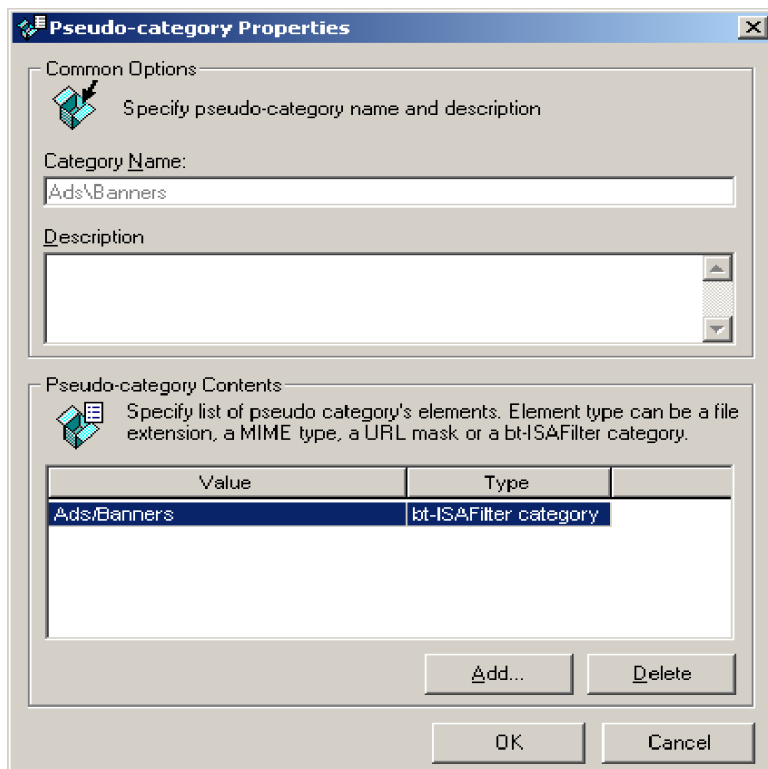 Pseudo-category Properties
Common Options
Specify pseudo-category name and description
Category Name:
Ads\Banners
Description
Pseudo-category Contents
Specify list of pseudo category's elements. Element type can be a file
extension, a MIME type, a URL mask or a bt-ISAFilter category.
Value Type
Ads/Banners bt-ISAFilter category
Add... Delete
OK Cancel